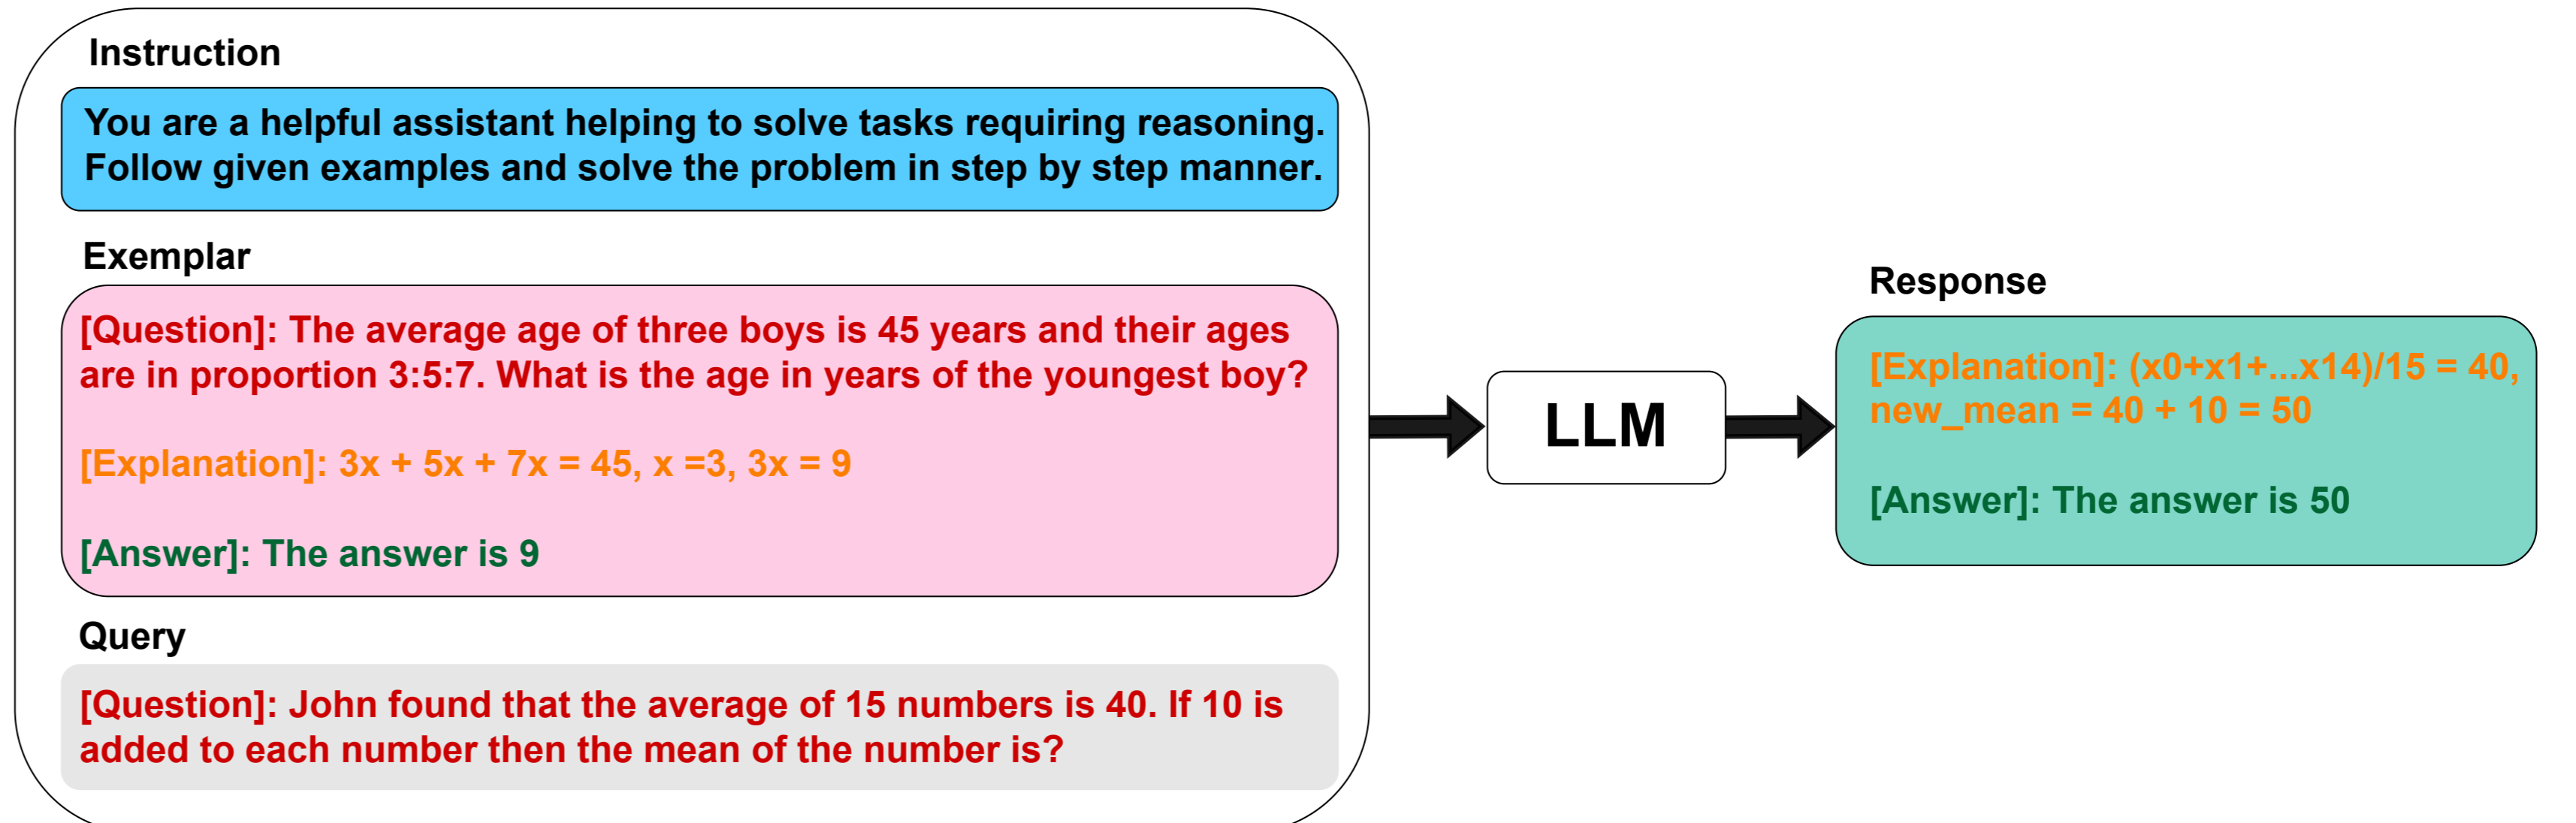 Instruction
You are a helpful assistant helping to solve tasks requiring reasoning.
Follow given examples and solve the problem in step by step manner.
Exemplar
[Question]: The average age of three boys is 45 years and their ages
are in proportion 3:5:7. What is the age in years of the youngest boy?
[Explanation]: 3x + 5x + 7x = 45, x =3, 3x = 9
[Answer]: The answer is 9
Query
[Question]: John found that the average of 15 numbers is 40. If 10 is
added to each number then the mean of the number is?
LLM
Response
[Explanation]: (x0+x1+...x14)/15 = 40,
new_mean = 40 + 10 = 50
[Answer]: The answer is 50